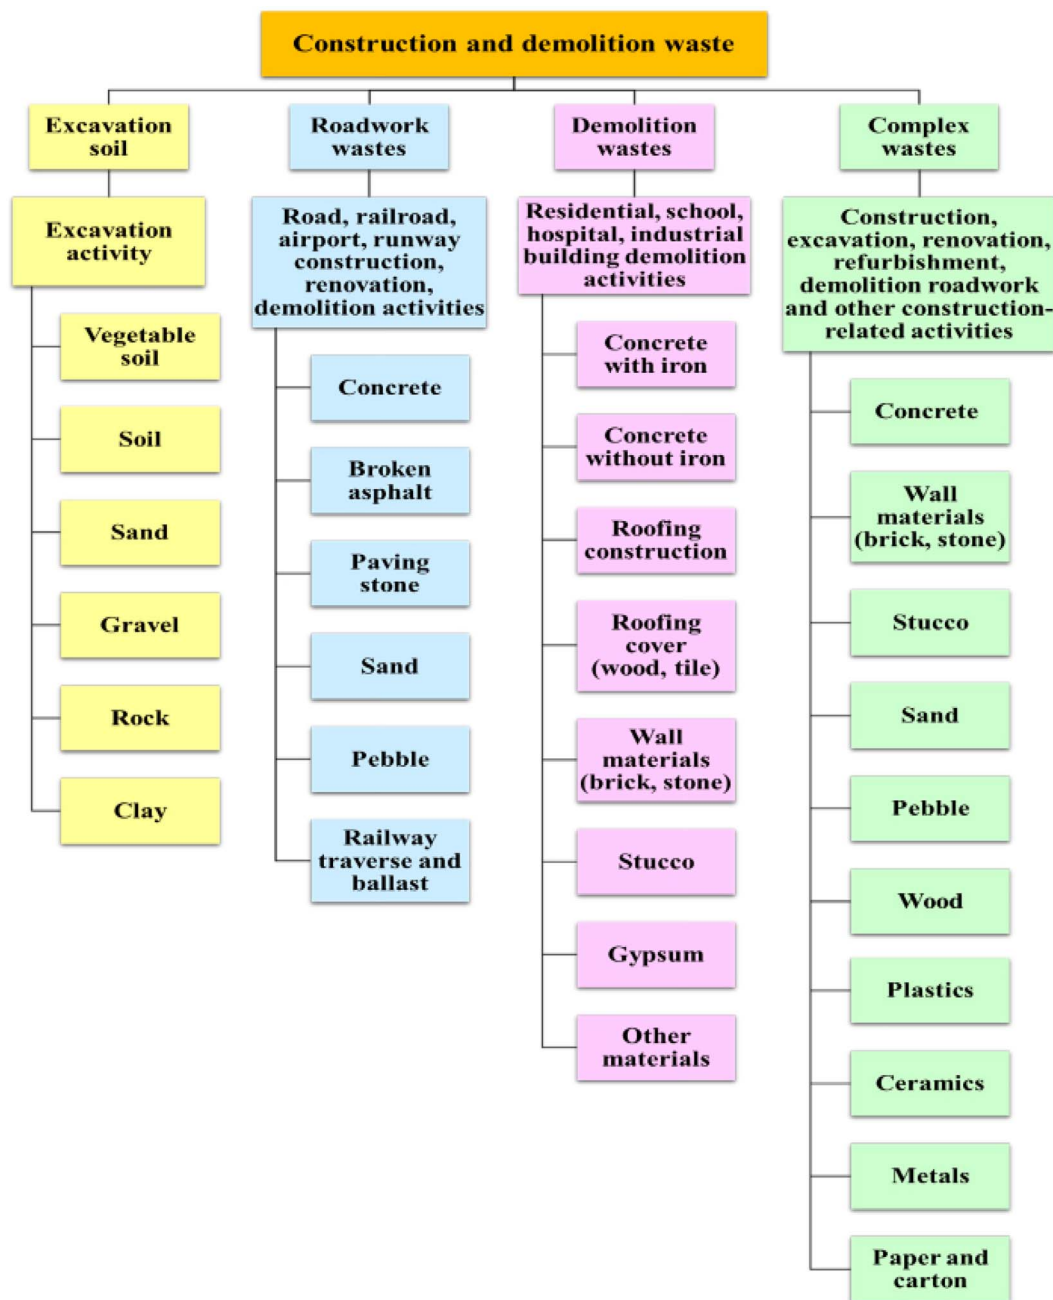 Construction and demolition waste
Excavation
soil
Excavation
activity
Vegetable
soil
Soil
Sand
Gravel
Rock
Clay
Roadwork
wastes
Road, railroad,
airport, runway
construction,
renovation,
demolition activities
Concrete
Broken
asphalt
Paving
stone
Sand
Pebble
Railway
traverse and
ballast
Demolition
wastes
Residential, school,
hospital, industrial
building demolition
activities
Concrete
with iron
Concrete
without iron
Roofing
construction
Roofing
cover
(wood, tile)
Wall
materials
(brick, stone)
Stucco
Gypsum
Other
materials
Complex
wastes
Construction,
excavation, renovation,
refurbishment,
demolition roadwork
and other construction-
related activities
Concrete
Wall
materials
(brick, stone)
Stucco
Sand
Pebble
Wood
Plastics
Ceramics
Metals
Paper and
carton